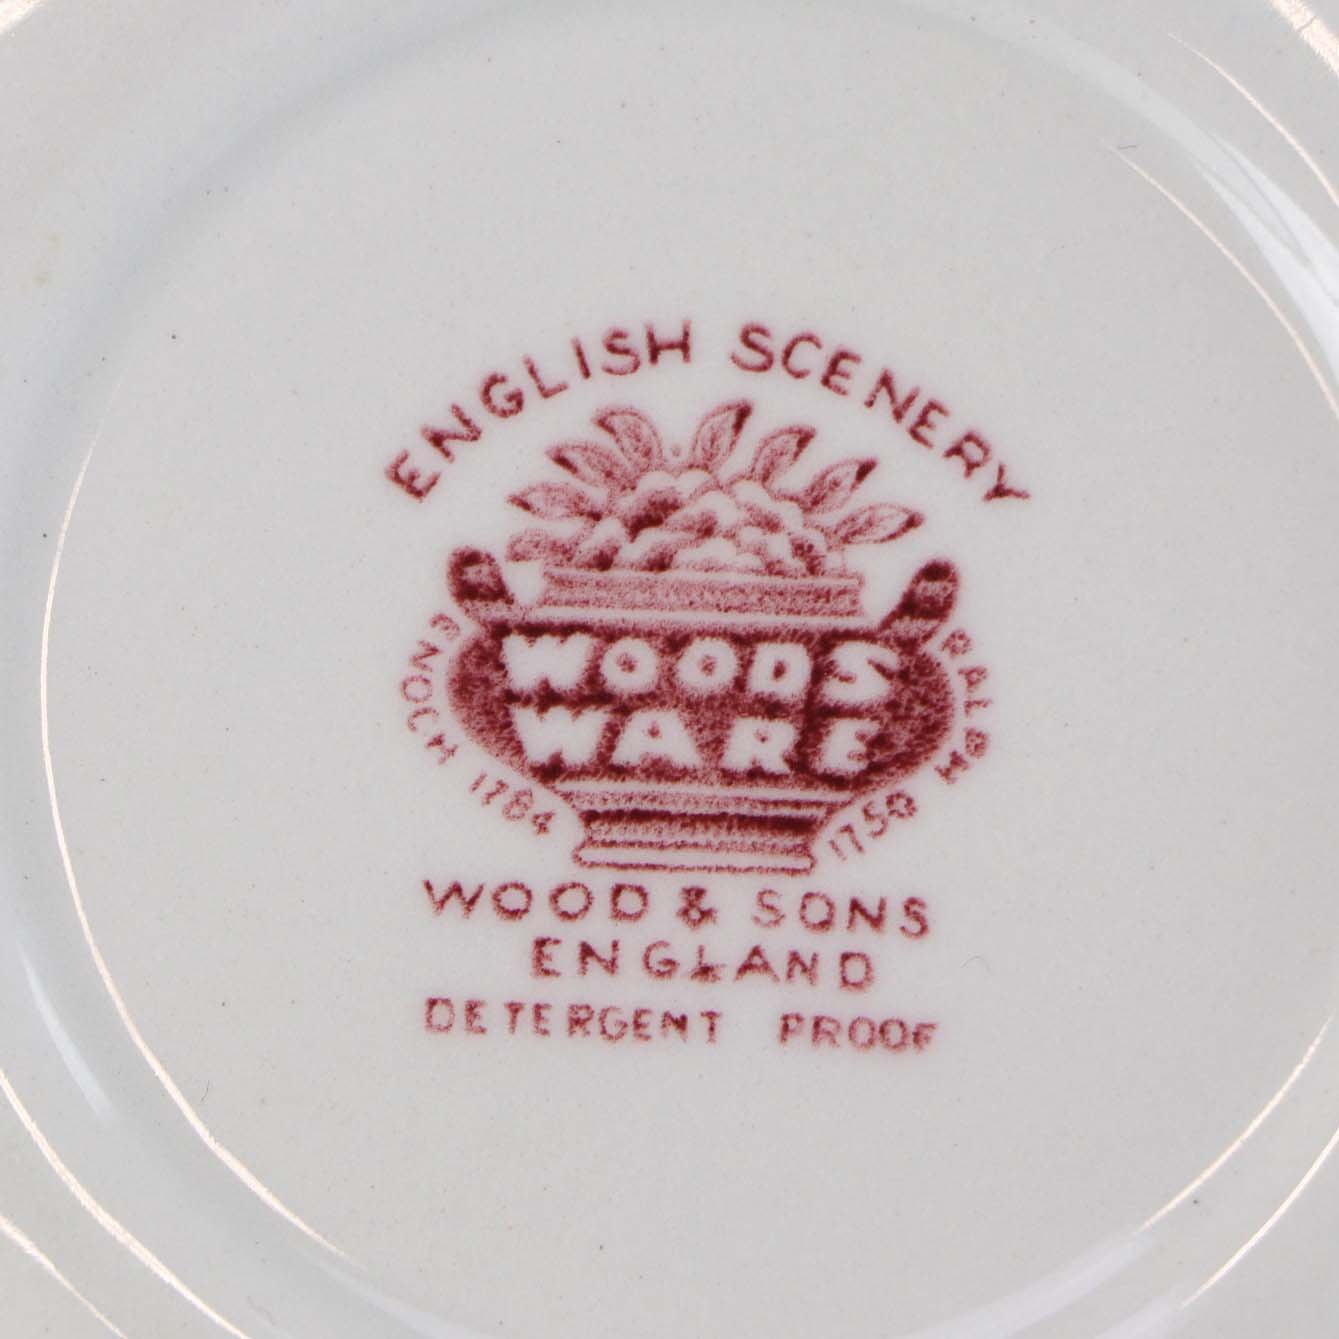 ENGLISH SCENERY
WOODS
WARE
ENOCH 1784
RALPH 1750
WOOD & SONS
ENGLAND
DETERGENT PROOF